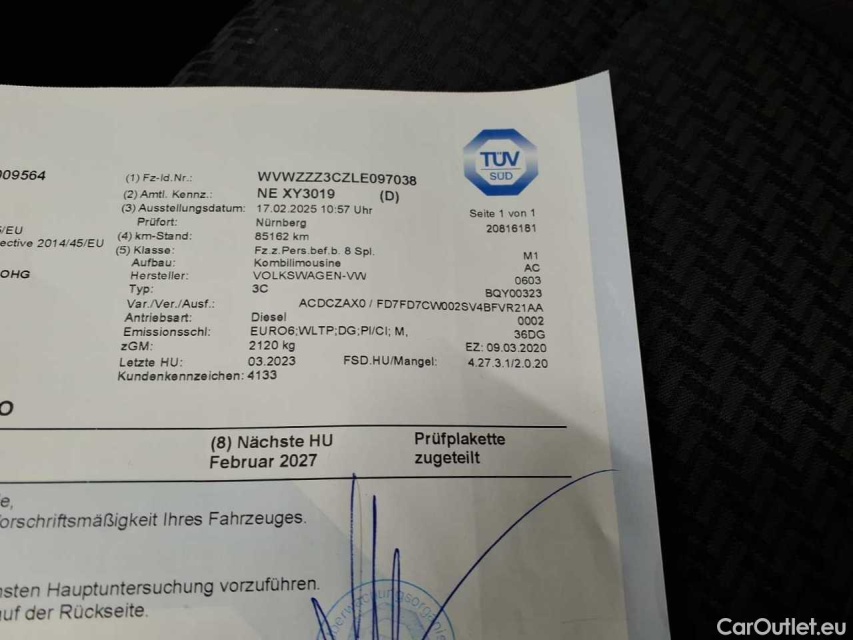 TÜV
SÜD
009564
(1) Fz-Id.Nr.: WVWZZZ3CZLE097038
(2) Amtl. Kennz.: NE XY3019 (D)
(3) Ausstellungsdatum: 17.02.2025 10:57 Uhr
Seite 1 von 1
Prüfort: Nürnberg
20816181
/EU
(4) km-Stand: 85162 km
ective 2014/45/EU
(5) Klasse: Fz.z.Pers.bef.b. 8 Spl. M1
Aufbau: Kombilimousine AC
OHG
Hersteller: VOLKSWAGEN-VW 0603
Typ: 3C BQY00323
Var./Ver./Ausf.: ACDCZAX0 / FD7FD7CW002SV4BFVR21AA
Antriebsart: Diesel 0002
Emissionsschl: EURO6;WLTP;DG;PI/CI; M, 36DG
zGM: 2120 kg EZ: 09.03.2020
Letzte HU: 03.2023 FSD.HU/Mangel: 4.27.3.1/2.0.20
Kundenkennzeichen: 4133
O
(8) Nächste HU Prüfplakette
Februar 2027 zugeteilt
e,
orschriftsmäßigkeit Ihres Fahrzeuges.
hsten Hauptuntersuchung vorzuführen.
auf der Rückseite.
CarOutlet.eu